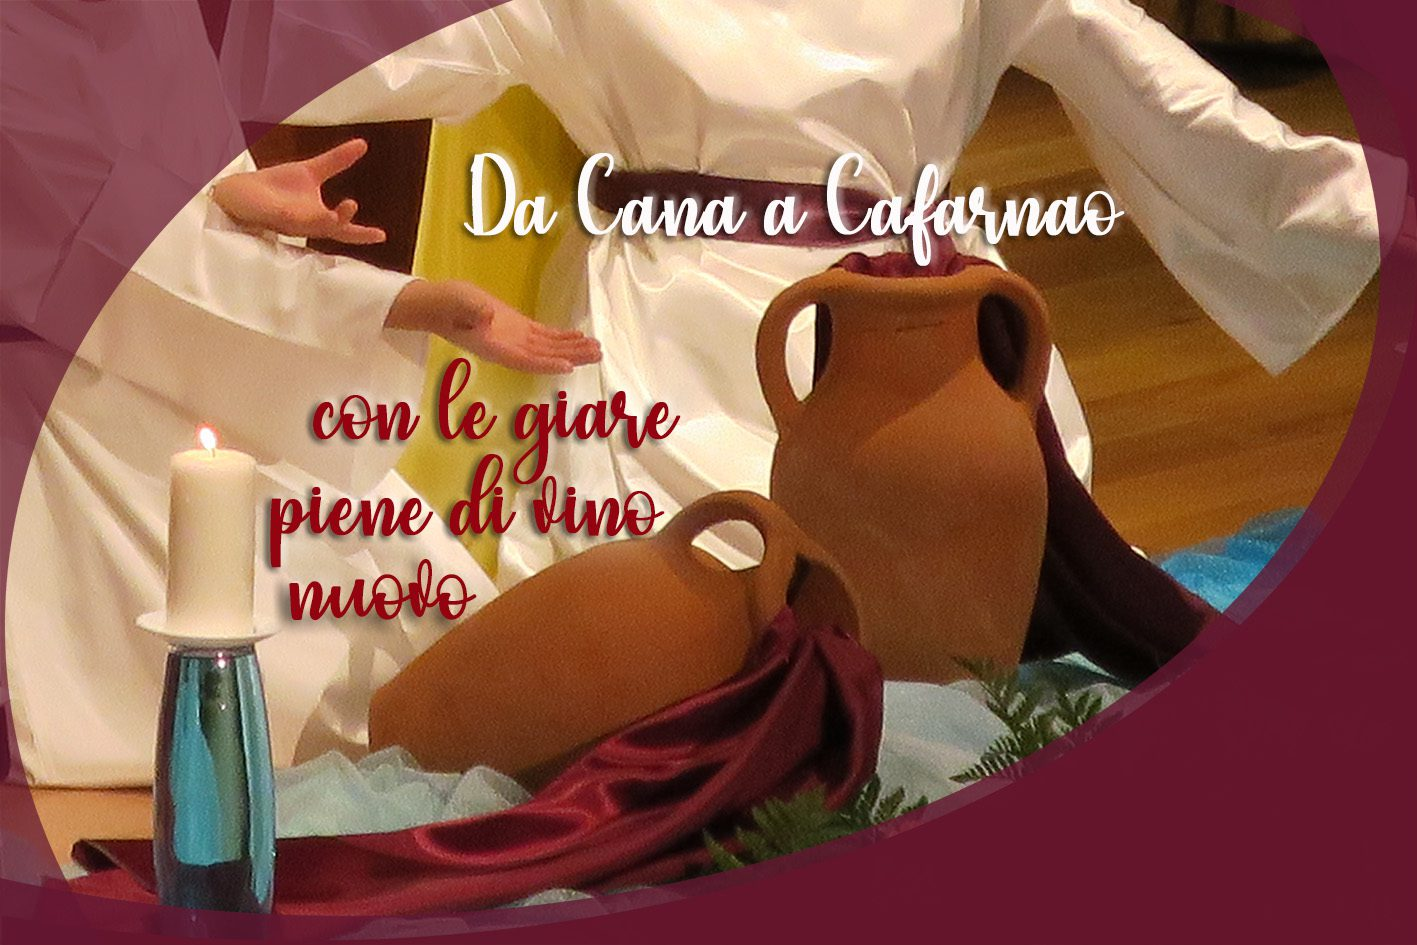 Da Cana a Cafarnao
con le giare
piene di vino
nuovo